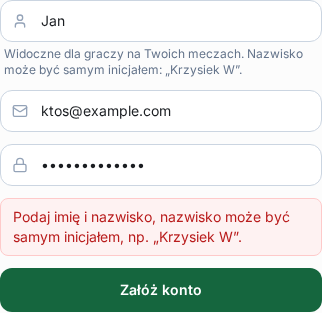 Jan
Widoczne dla graczy na Twoich meczach. Nazwisko
może być samym inicjałem: „Krzysiek W”.
ktos@example.com
•••••••••••••
Podaj imię i nazwisko, nazwisko może być
samym inicjałem, np. „Krzysiek W”.
Załóż konto